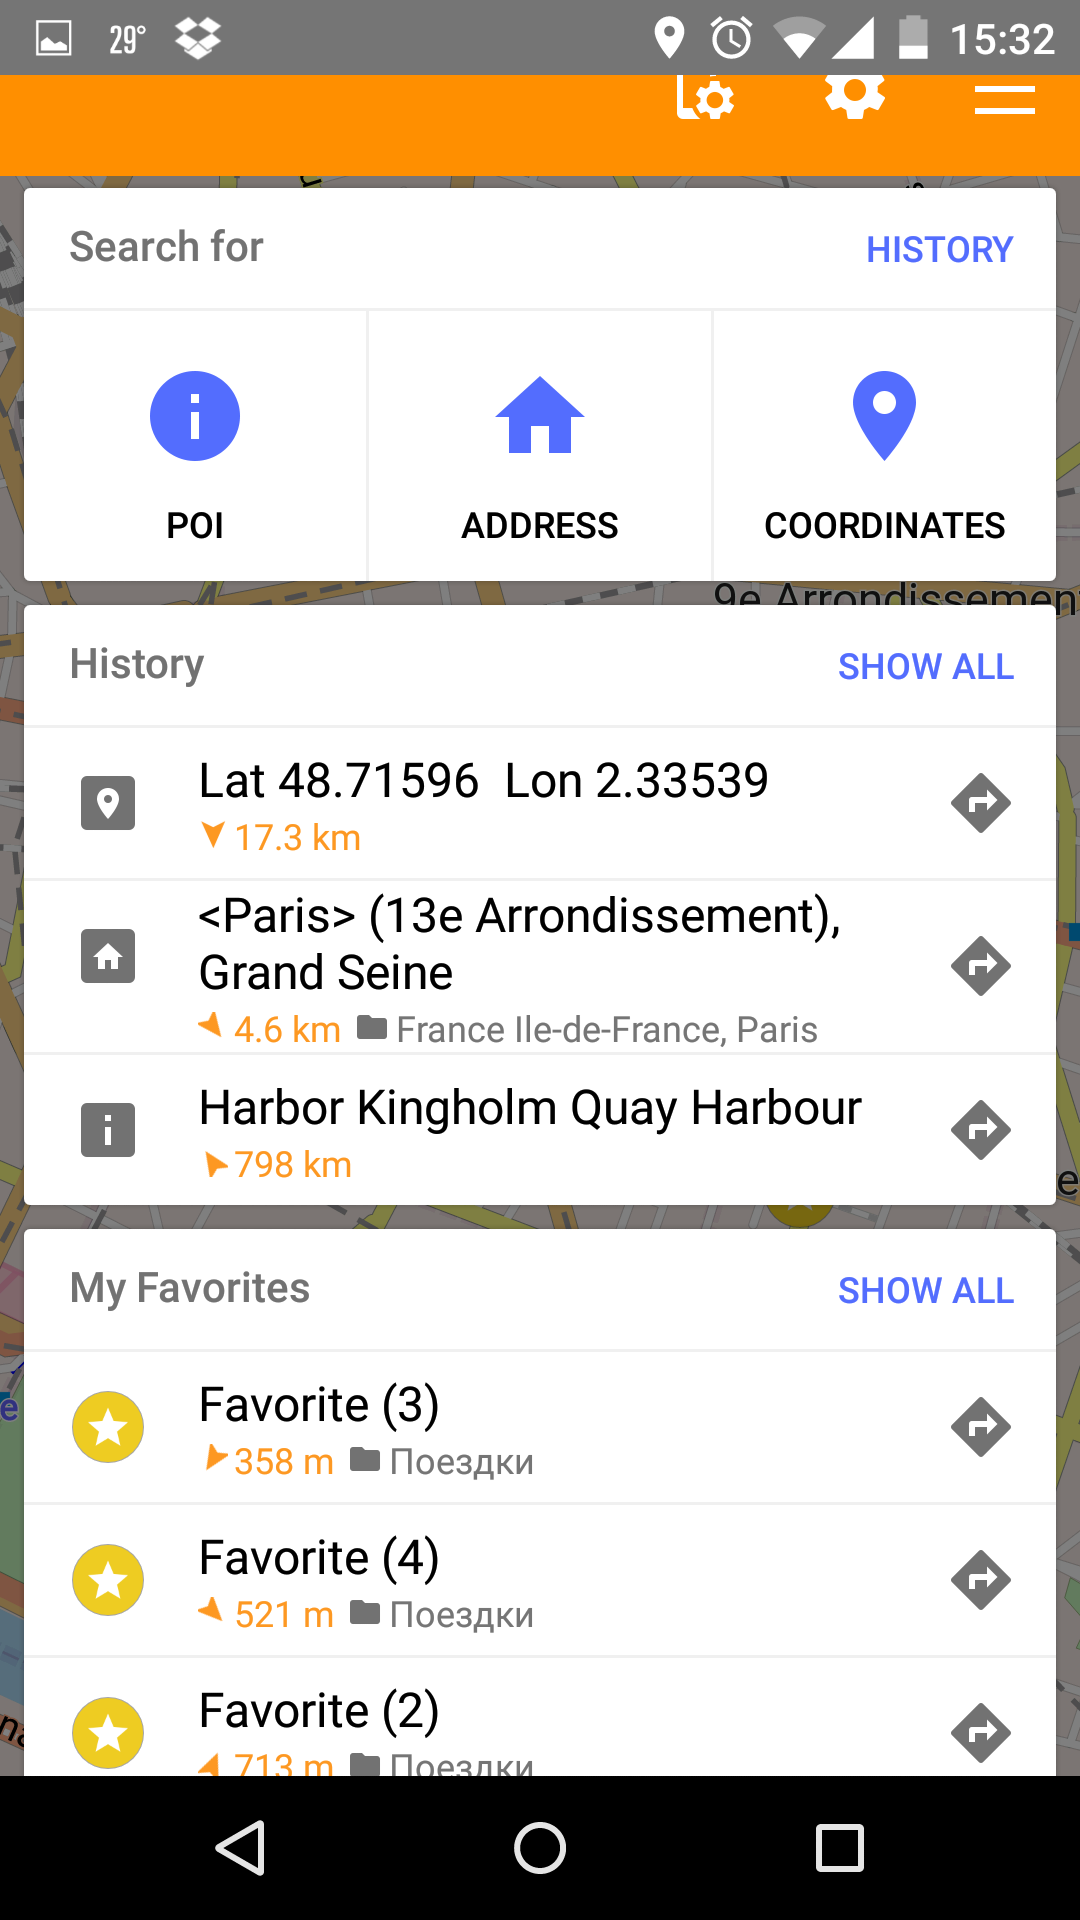 29°
15:32
Search for
HISTORY
POI
ADDRESS
COORDINATES
9e Arrondissement
History
SHOW ALL
Lat 48.71596 Lon 2.33539
17.3 km
<Paris> (13e Arrondissement),
Grand Seine
4.6 km France Ile-de-France, Paris
Harbor Kingholm Quay Harbour
798 km
My Favorites
SHOW ALL
Favorite (3)
358 m Поездки
Favorite (4)
521 m Поездки
Favorite (2)
713 m Поездки